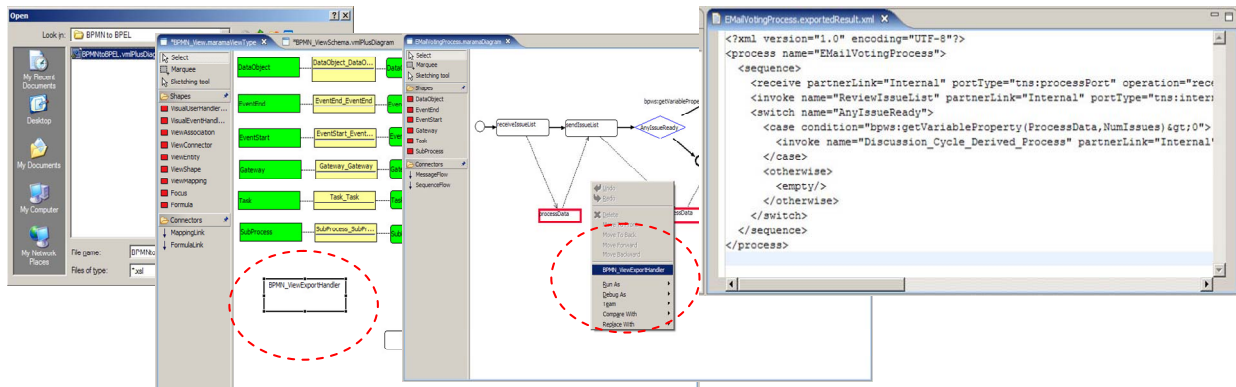 Open
Look in:
BPMN to BPEL
BPMNtoBPEL.vmlPlusDiag
My Recent
Documents
Desktop
My Documents
My Computer
My Network
Places
File name:
BPMNto
Files of type:
*.xsl
*BPMN_View.maramaViewType
*BPMN_ViewSchema.vmlPlusDiagram
Select
Marquee
Sketching tool
Shapes
VisualUserHandler...
VisualEventHandl...
ViewAssociation
ViewConnector
ViewEntity
ViewShape
ViewMapping
Focus
Formula
Connectors
MappingLink
FormulaLink
DataObject
DataObject_DataO...
EventEnd
EventEnd_EventEnd
EventStart
EventStart_Event...
Gateway
Gateway_Gateway
Task
Task_Task
SubProcess
SubProcess_SubPr...
BPMN_ViewExportHandler
EMailVotingProcess.maramaDiagram
Select
Marquee
Sketching tool
Shapes
DataObject
EventEnd
EventStart
Gateway
Task
SubProcess
Connectors
MessageFlow
SequenceFlow
receiveIssueList
sendIssueList
AnyIssueReady
bpws:getVariablePrope
processData
Undo
Redo
Delete
Move To Back
Move Forward
Move Backward
BPMN_ViewExportHandler
Run As
Debug As
Team
Compare With
Replace With
EMailVotingProcess.exportedResult.xml
<?xml version="1.0" encoding="UTF-8"?>
<process name="EMailVotingProcess">
<sequence>
<receive partnerLink="Internal" portType="tns:processPort" operation="rece
<invoke name="ReviewIssueList" partnerLink="Internal" portType="tns:intern
<switch name="AnyIssueReady">
<case condition="bpws:getVariableProperty(ProcessData,NumIssues)&gt;0">
<invoke name="Discussion_Cycle_Derived_Process" partnerLink="Internal"
</case>
<otherwise>
<empty/>
</otherwise>
</switch>
</sequence>
</process>